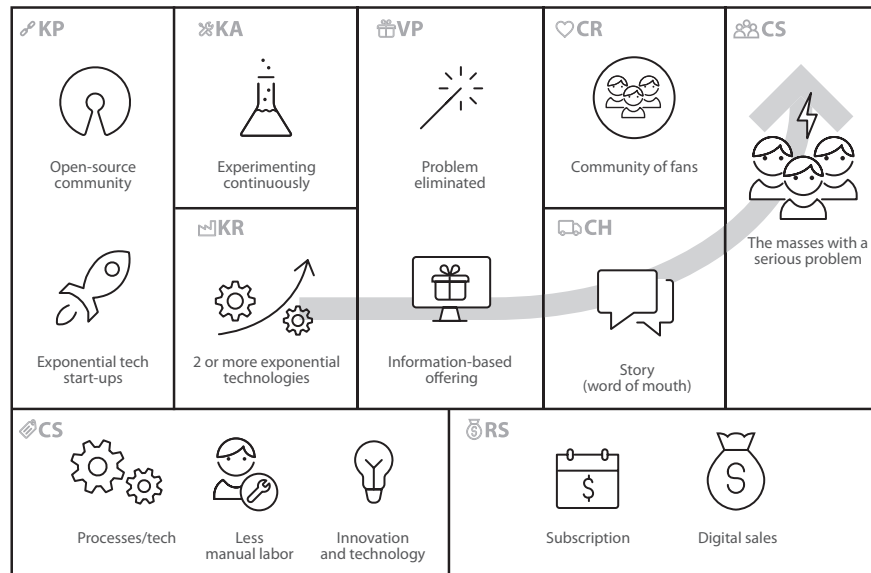 KP
Open-source
community
Exponential tech
start-ups
KA
Experimenting
continuously
KR
2 or more exponential
technologies
VP
Problem
eliminated
Information-based
offering
CR
Community of fans
CH
Story
(word of mouth)
CS
The masses with a
serious problem
CS
Processes/tech
Less
manual labor
Innovation
and technology
RS
$
Subscription
S
Digital sales